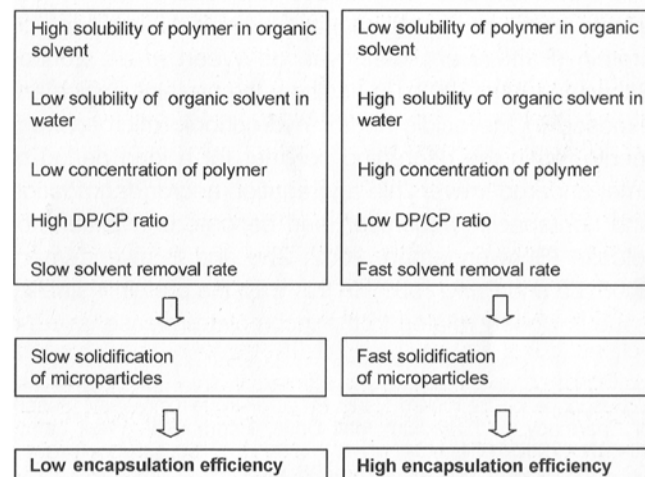 High solubility of polymer in organic
solvent
Low solubility of organic solvent in
water
Low concentration of polymer
High DP/CP ratio
Slow solvent removal rate
Slow solidification
of microparticles
Low encapsulation efficiency
Low solubility of polymer in organic
solvent
High solubility of organic solvent in
water
High concentration of polymer
Low DP/CP ratio
Fast solvent removal rate
Fast solidification
of microparticles
High encapsulation efficiency